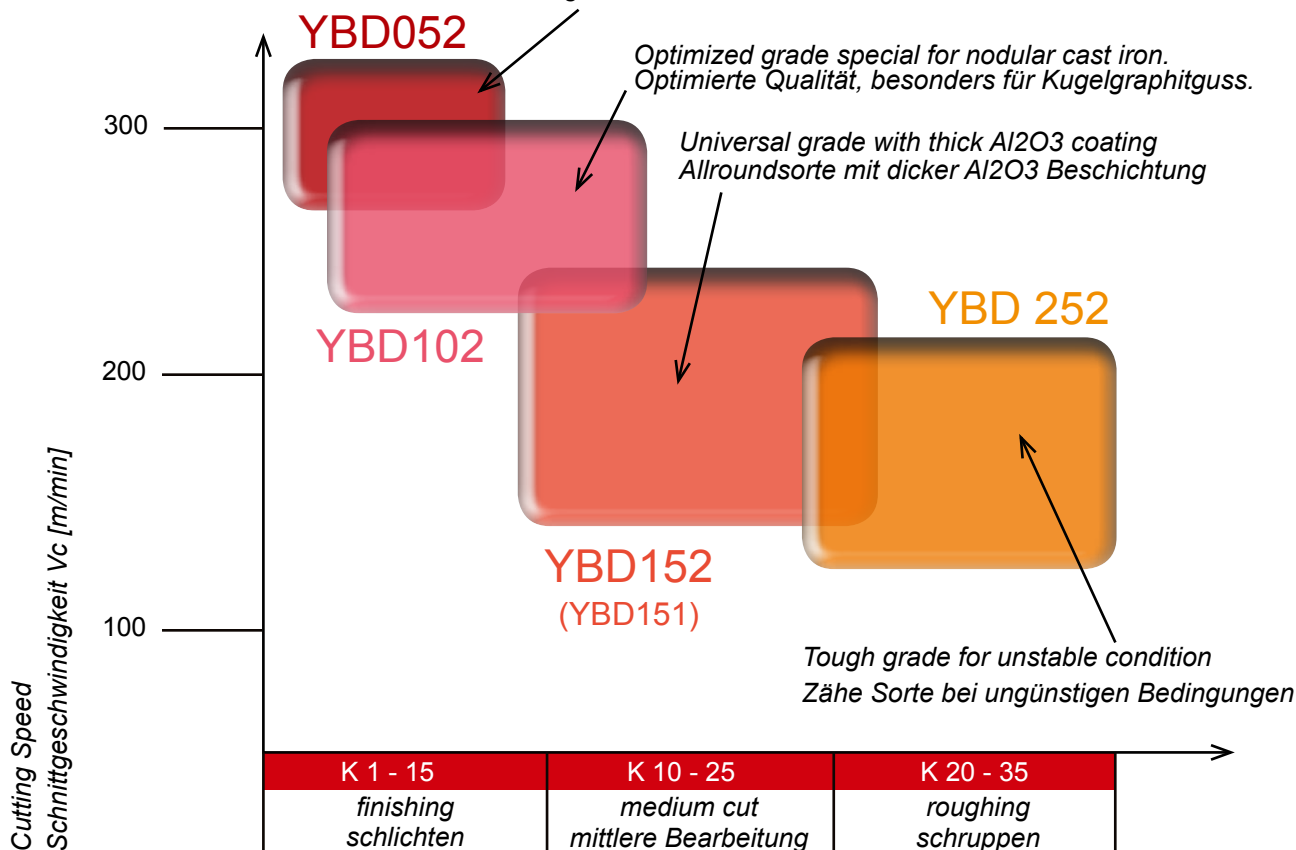 YBD052
Optimized grade special for nodular cast iron.
Optimierte Qualität, besonders für Kugelgraphitguss.
300
Universal grade with thick Al2O3 coating
Allroundsorte mit dicker Al2O3 Beschichtung
YBD 252
YBD102
200
YBD152
(YBD151)
100
Tough grade for unstable condition
Zähe Sorte bei ungünstigen Bedingungen
Cutting Speed
Schnittgeschwindigkeit Vc [m/min]
K 1 - 15
K 10 - 25
K 20 - 35
finishing
schlichten
medium cut
mittlere Bearbeitung
roughing
schruppen